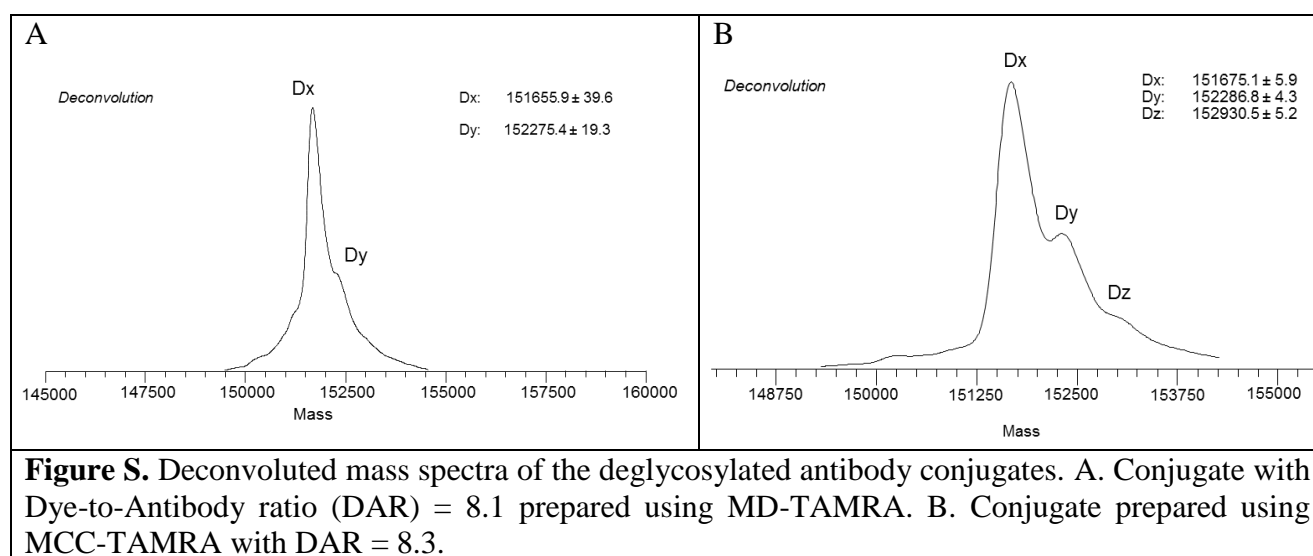 A
Deconvolution
Dx
Dy
Dx: 151655.9 ± 39.6
Dy: 152275.4 ± 19.3
145000 147500 150000 152500 155000 157500 160000
Mass
B
Deconvolution
Dx
Dy
Dz
Dx: 151675.1 ± 5.9
Dy: 152286.8 ± 4.3
Dz: 152930.5 ± 5.2
148750 150000 151250 152500 153750 155000
Mass
Figure S. Deconvoluted mass spectra of the deglycosylated antibody conjugates. A. Conjugate with
Dye-to-Antibody ratio (DAR) = 8.1 prepared using MD-TAMRA. B. Conjugate prepared using
MCC-TAMRA with DAR = 8.3.